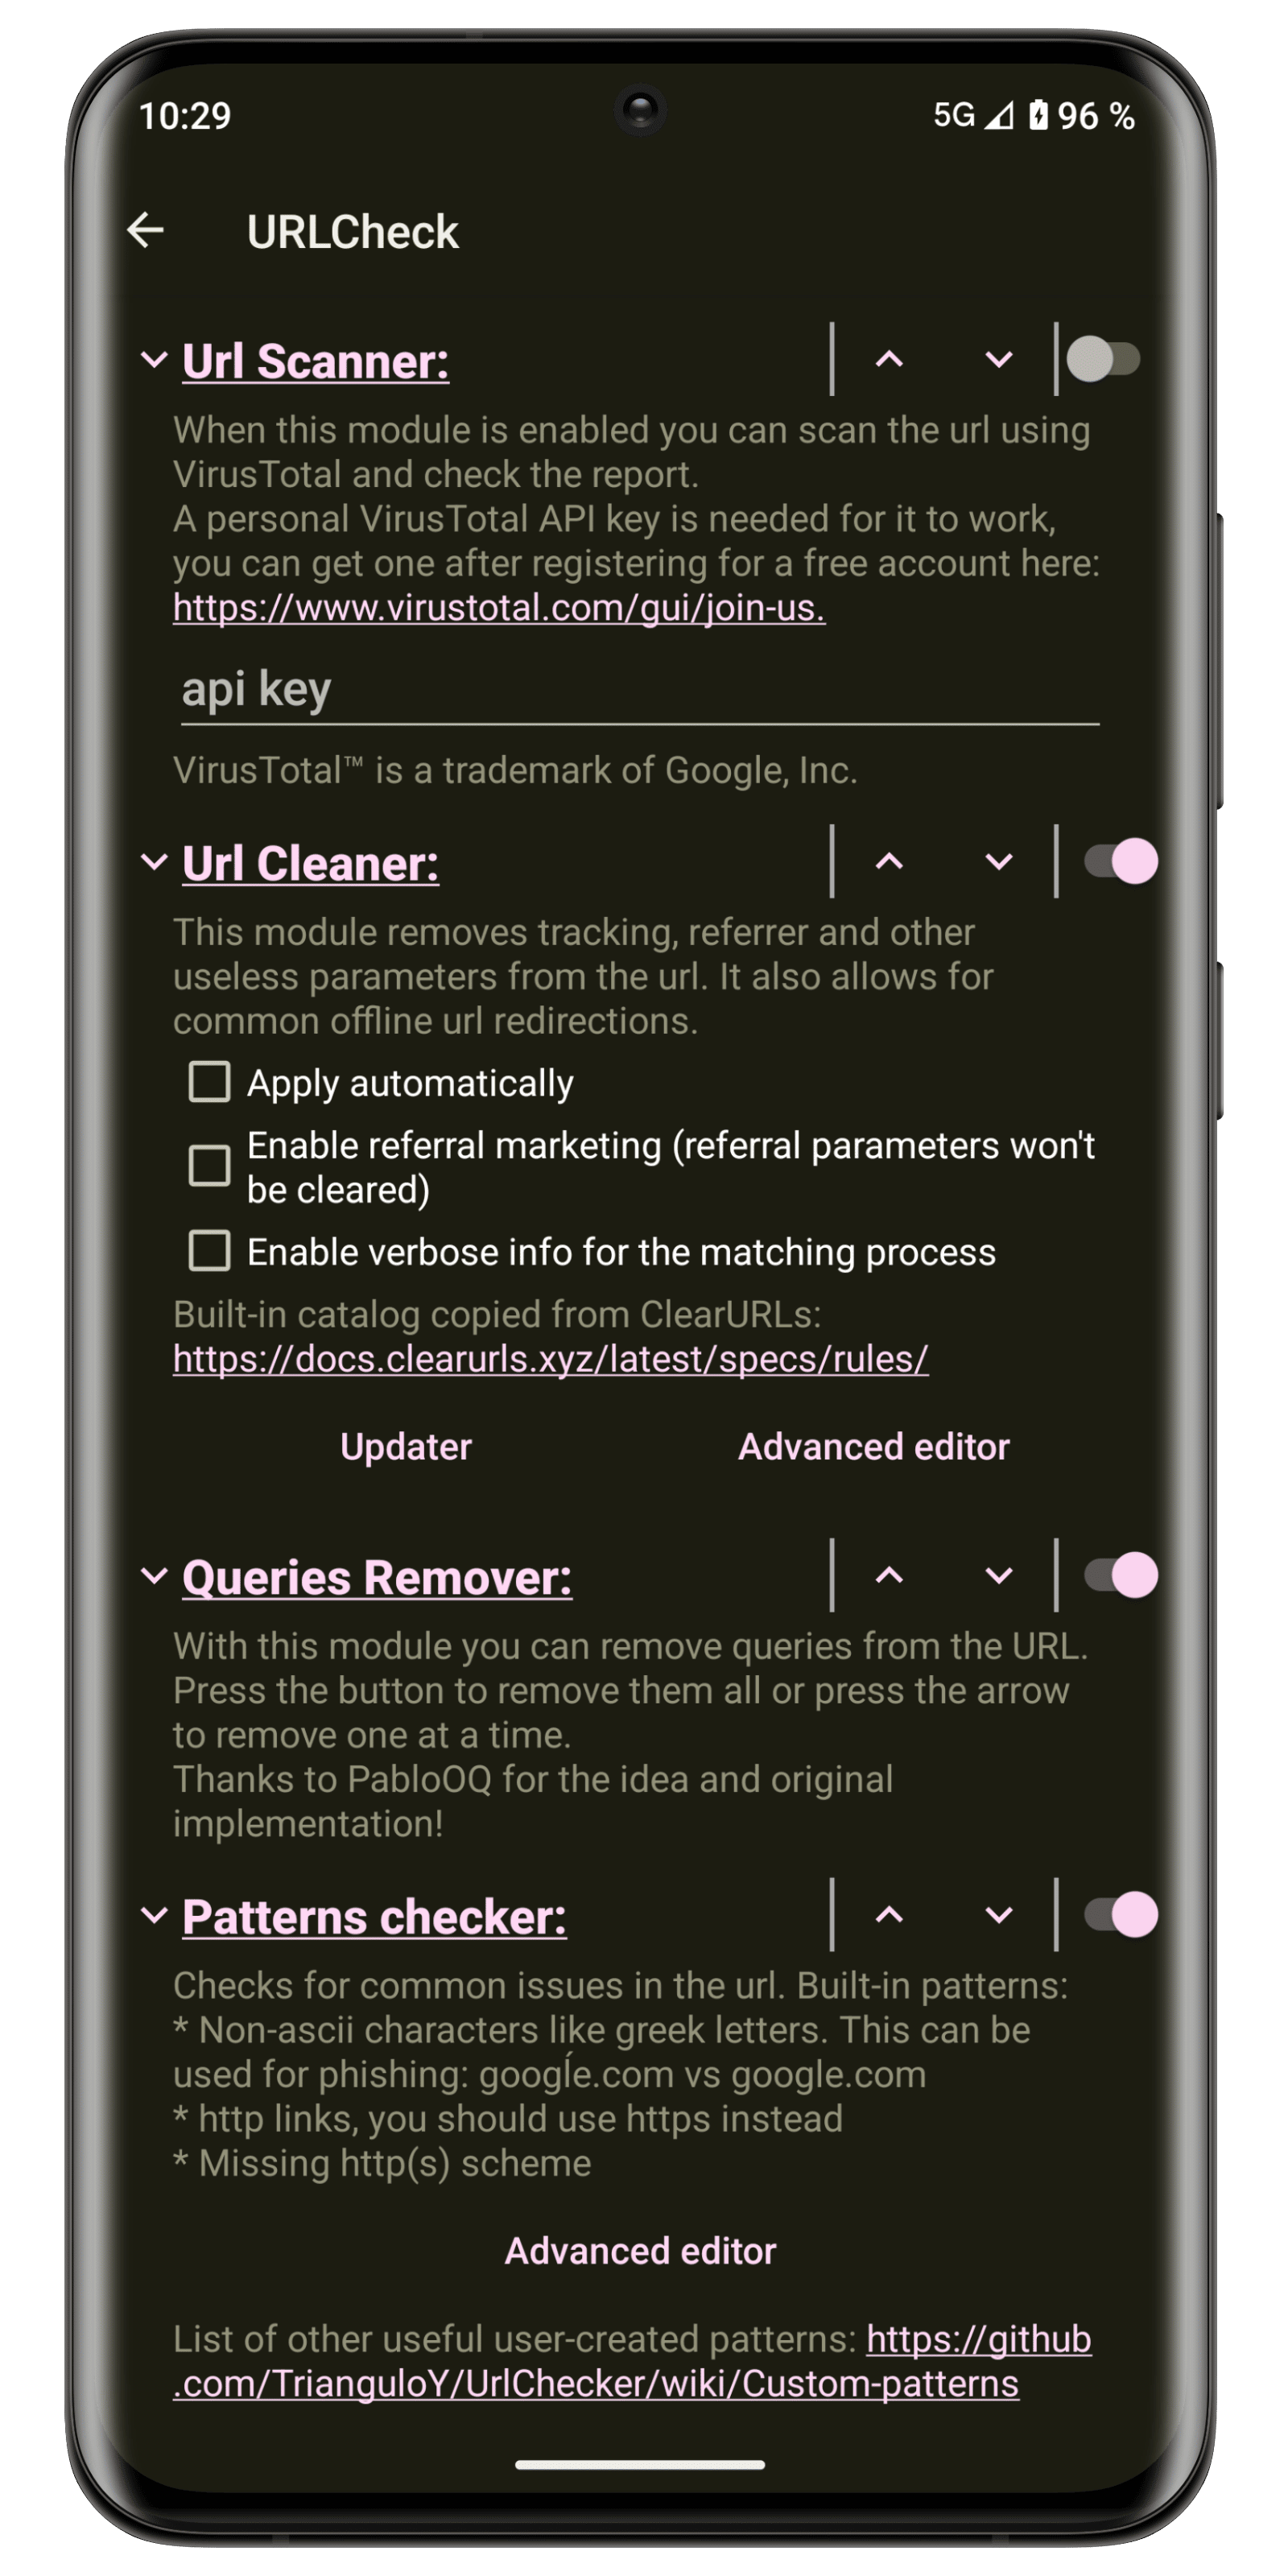 10:29
5G 96 %
URLCheck
Url Scanner:
When this module is enabled you can scan the url using
VirusTotal and check the report.
A personal VirusTotal API key is needed for it to work,
you can get one after registering for a free account here:
https://www.virustotal.com/gui/join-us.
api key
VirusTotal™ is a trademark of Google, Inc.
Url Cleaner:
This module removes tracking, referrer and other
useless parameters from the url. It also allows for
common offline url redirections.
Apply automatically
Enable referral marketing (referral parameters won't
be cleared)
Enable verbose info for the matching process
Built-in catalog copied from ClearURLs:
https://docs.clearurls.xyz/latest/specs/rules/
Updater
Advanced editor
Queries Remover:
With this module you can remove queries from the URL.
Press the button to remove them all or press the arrow
to remove one at a time.
Thanks to PabloOQ for the idea and original
implementation!
Patterns checker:
Checks for common issues in the url. Built-in patterns:
* Non-ascii characters like greek letters. This can be
used for phishing: googĺe.com vs google.com
* http links, you should use https instead
* Missing http(s) scheme
Advanced editor
List of other useful user-created patterns: https://github
.com/TrianguloY/UrlChecker/wiki/Custom-patterns